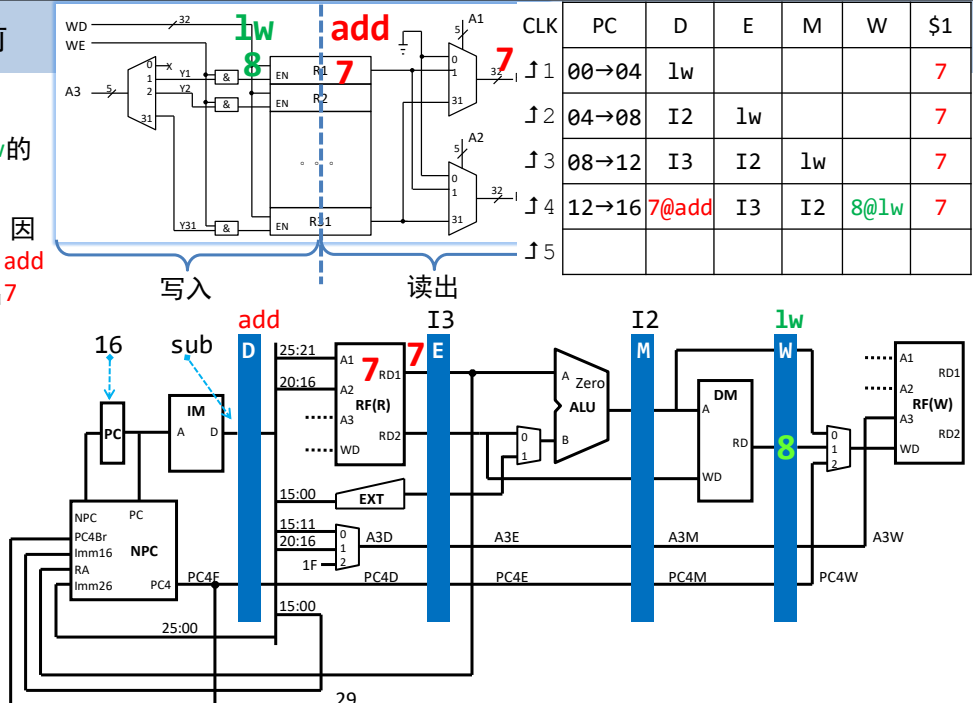 WD
32
WE
lw
add
8
7
A1
5
A3
5
0
1
2
31
X
Y1
Y2
Y31
&
&
&
EN
EN
EN
R1
R2
R31
。。。
0
1
31
32
7
A2
5
0
1
31
32
写入
读出
的
因
add
7
CLK PC D E M W $1
↥1 00→04 lw 7
↥2 04→08 I2 lw 7
↥3 08→12 I3 I2 lw 7
↥4 12→16 7@add I3 I2 8@lw 7
↥5
add
I3
I2
lw
16
sub
D
E
M
W
25:21
20:16
A1
A2
A3
WD
RF(R)
RD1
RD2
7
7
PC
IM
A D
A
B
Zero
ALU
0
1
DM
A
RD
WD
8
0
1
2
A1
A2
A3
WD
RD1
RF(W)
RD2
15:00
EXT
15:11
20:16
1F
0
1
2
A3D
A3E
A3M
A3W
NPC
PC
PC4Br
Imm16
RA
Imm26
NPC
PC4
PC4F
PC4D
PC4E
PC4M
PC4W
15:00
25:00
29